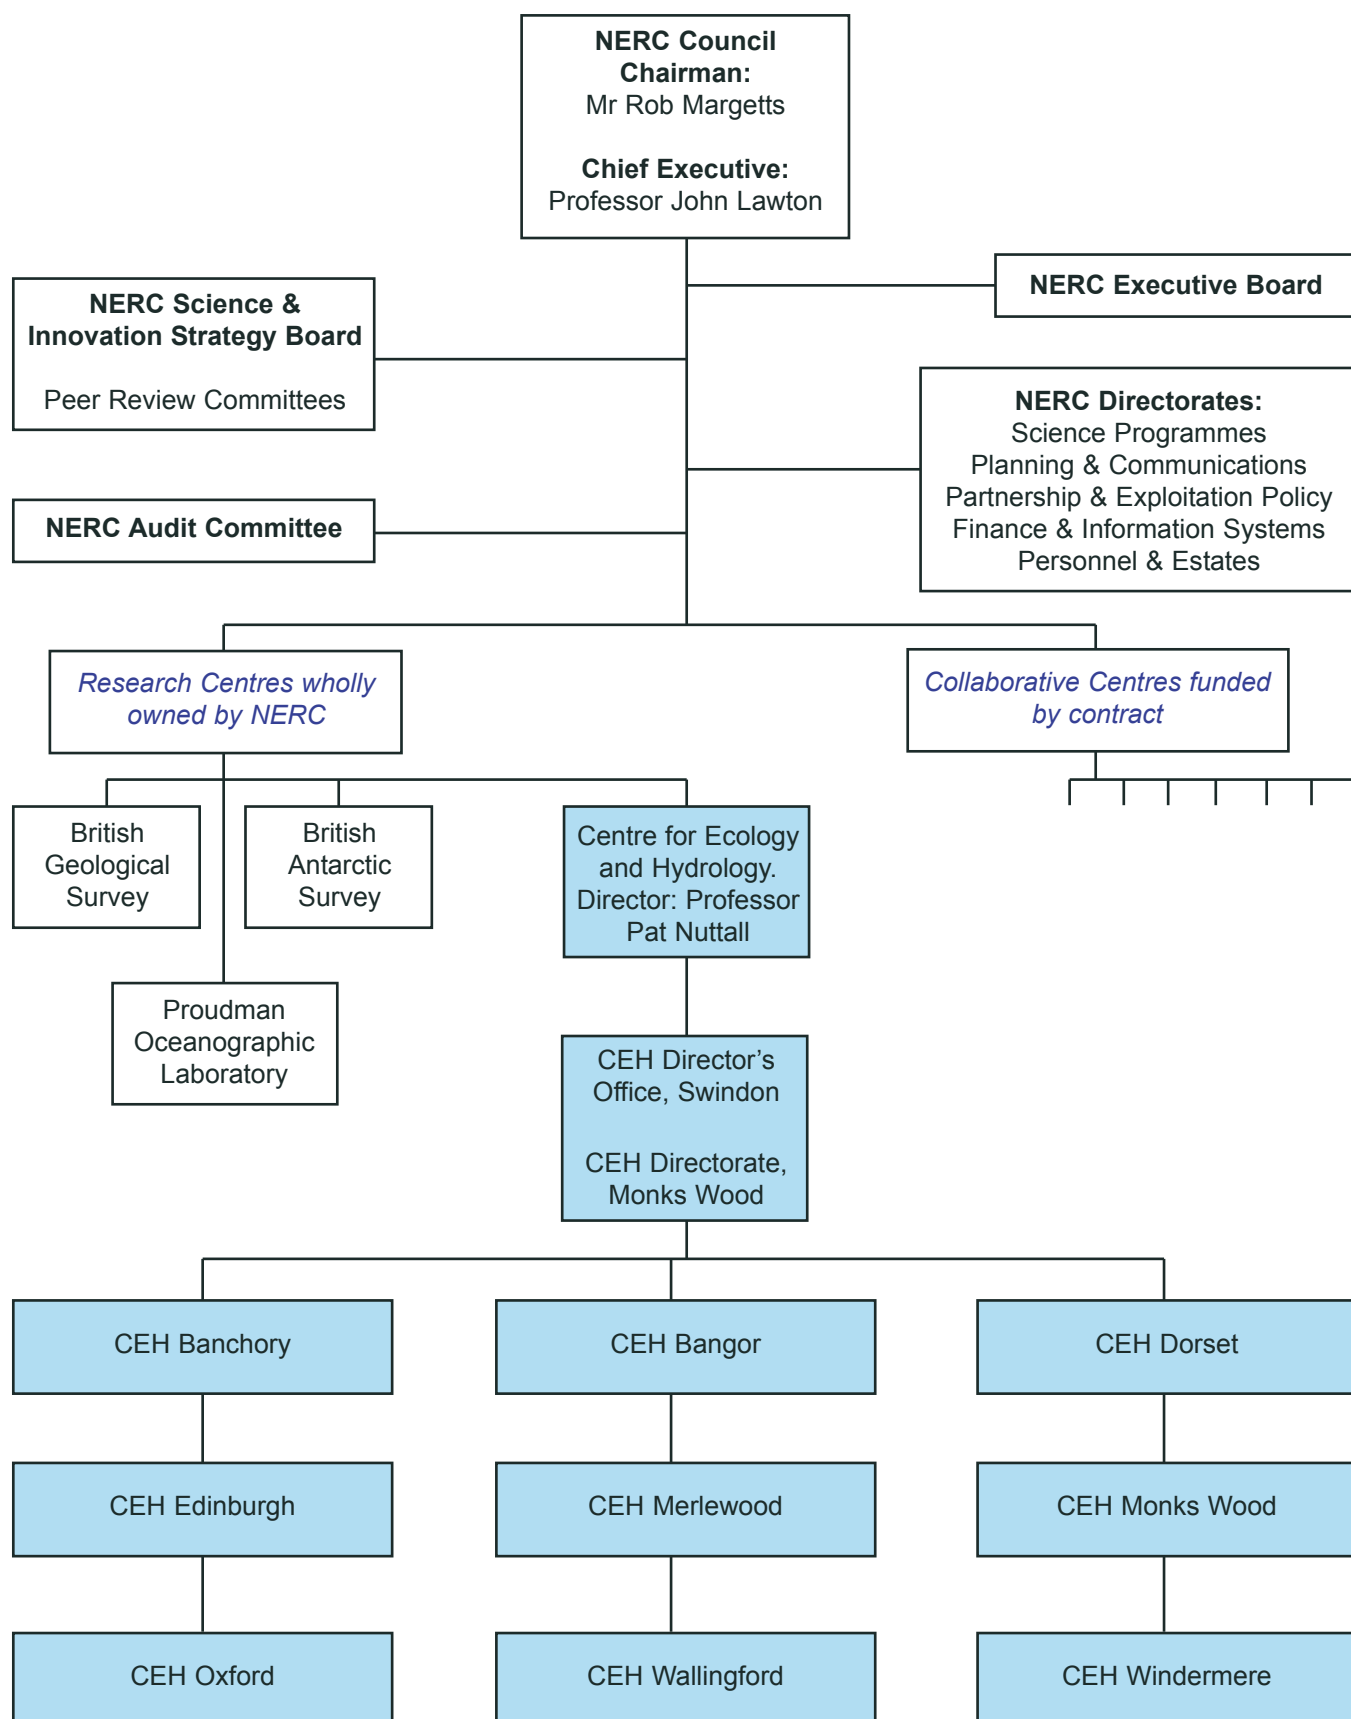 NERC Council
Chairman:
Mr Rob Margetts
Chief Executive:
Professor John Lawton
NERC Executive Board
NERC Science &
Innovation Strategy Board
Peer Review Committees
NERC Directorates:
Science Programmes
Planning & Communications
Partnership & Exploitation Policy
Finance & Information Systems
Personnel & Estates
NERC Audit Committee
Research Centres wholly
owned by NERC
Collaborative Centres funded
by contract
British
Geological
Survey
British
Antarctic
Survey
Centre for Ecology
and Hydrology.
Director: Professor
Pat Nuttall
Proudman
Oceanographic
Laboratory
CEH Director’s
Office, Swindon
CEH Directorate,
Monks Wood
CEH Banchory
CEH Bangor
CEH Dorset
CEH Edinburgh
CEH Merlewood
CEH Monks Wood
CEH Oxford
CEH Wallingford
CEH Windermere